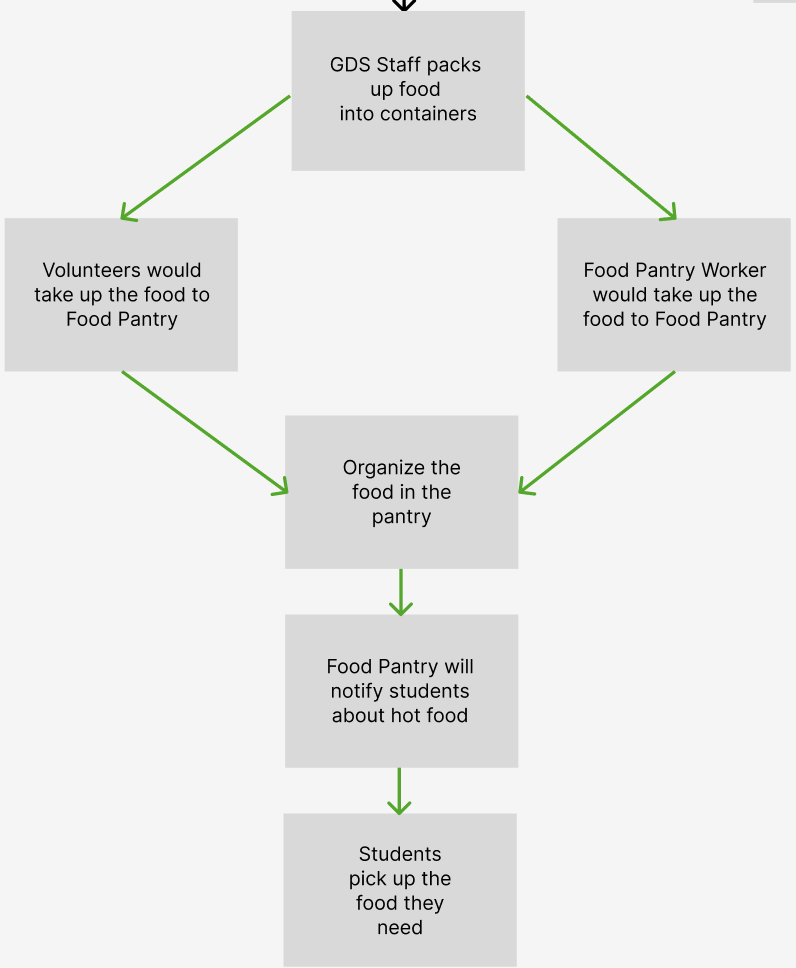 GDS Staff packs
up food
into containers
Volunteers would
take up the food to
Food Pantry
Food Pantry Worker
would take up the
food to Food Pantry
Organize the
food in the
pantry
Food Pantry will
notify students
about hot food
Students
pick up the
food they
need